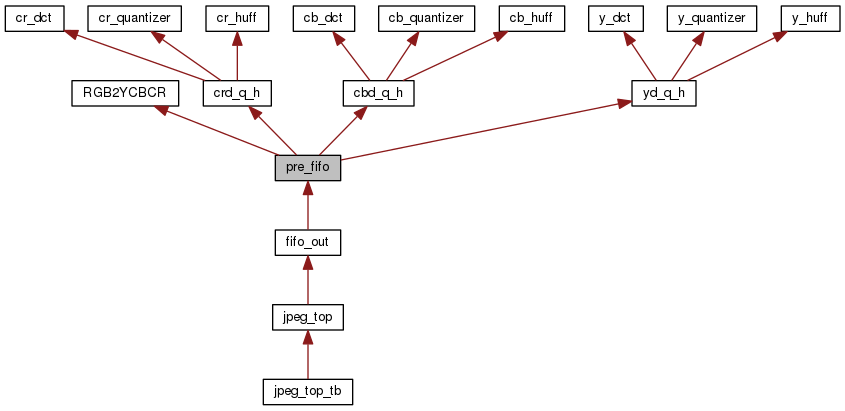 cr_dct
cr_quantizer
cr_huff
cb_dct
cb_quantizer
cb_huff
y_dct
y_quantizer
y_huff
RGB2YCBCR
crd_q_h
cbd_q_h
yd_q_h
pre_fifo
fifo_out
jpeg_top
jpeg_top_tb